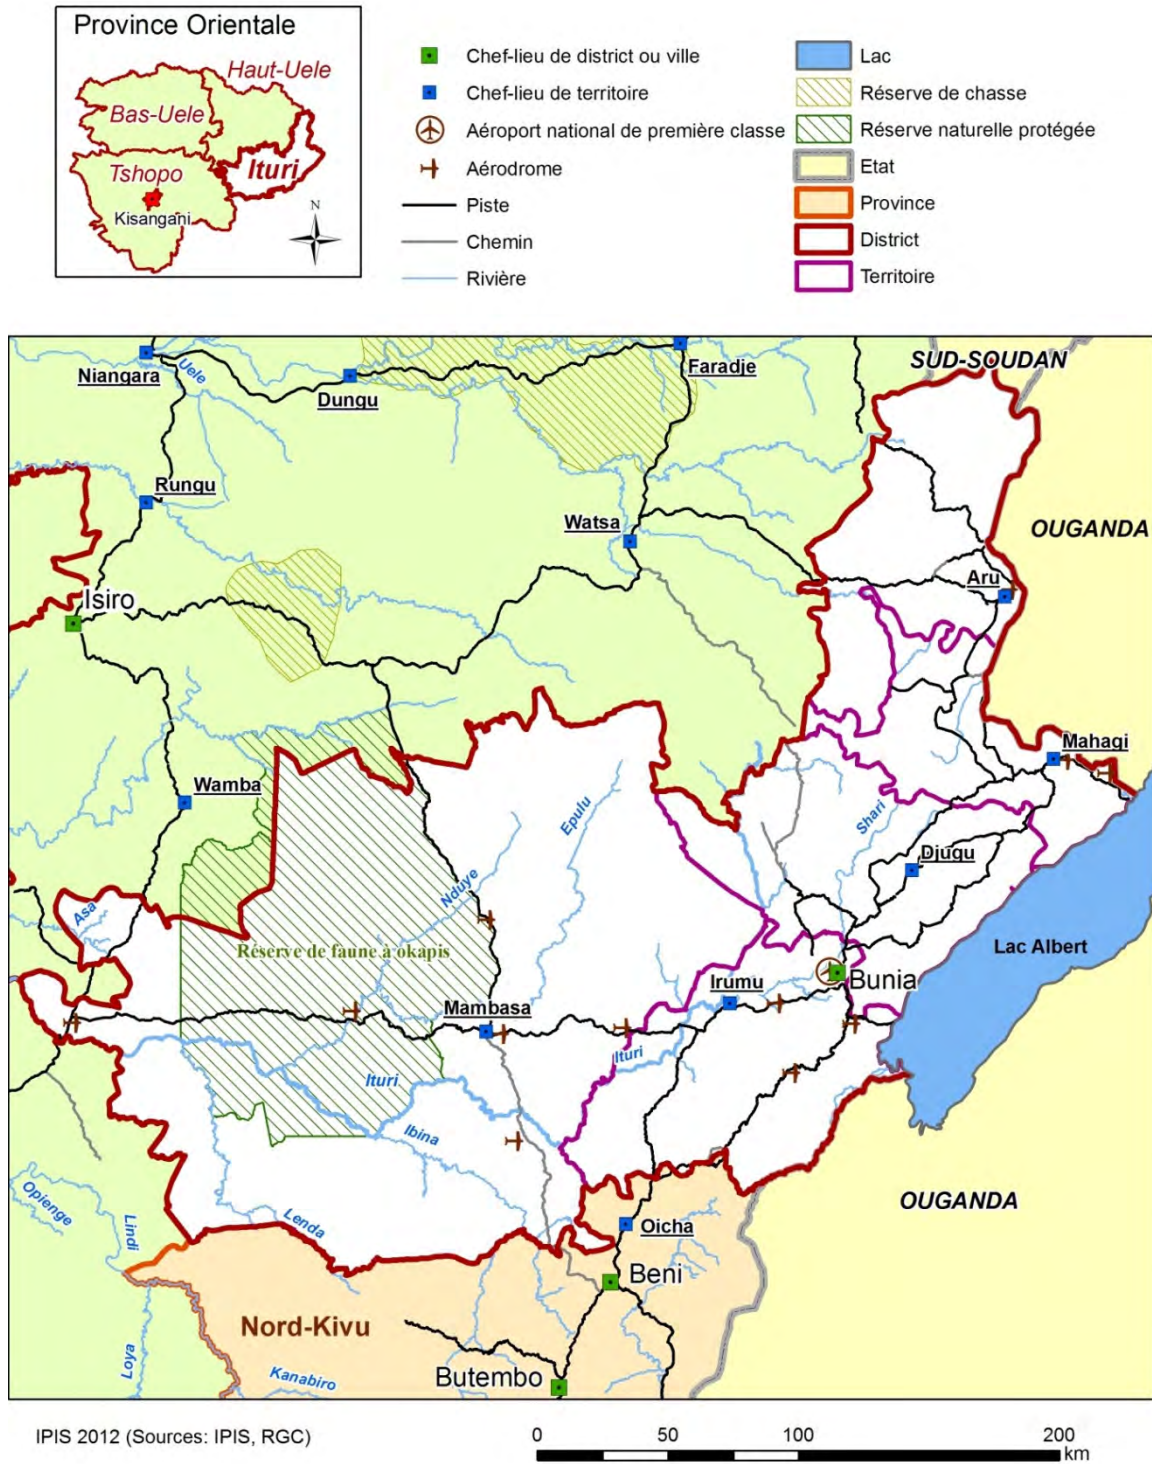 Province Orientale
Haut-Uele
Bas-Uele
Ituri
Tshopo
Kisangani
N
Chef-lieu de district ou ville
Chef-lieu de territoire
Aéroport national de première classe
Aérodrome
Piste
Chemin
Rivière
Lac
Réserve de chasse
Réserve naturelle protégée
Etat
Province
District
Territoire
SUD-SOUDAN
Niangara
Uele
Dungu
Faradje
Rungu
Watsa
OUGANDA
Aru
Isiro
Mahagi
Wamba
Epulu
Shari
Djugu
Nduye
Asa
Réserve de faune à okapis
Lac Albert
Bunia
Irumu
Mambasa
Ituri
Ituri
Ibina
Opienge
Lindi
Lenda
OUGANDA
Oicha
Beni
Nord-Kivu
Loya
Kanabiro
Butembo
IPIS 2012 (Sources: IPIS, RGC)
0 50 100 200
km